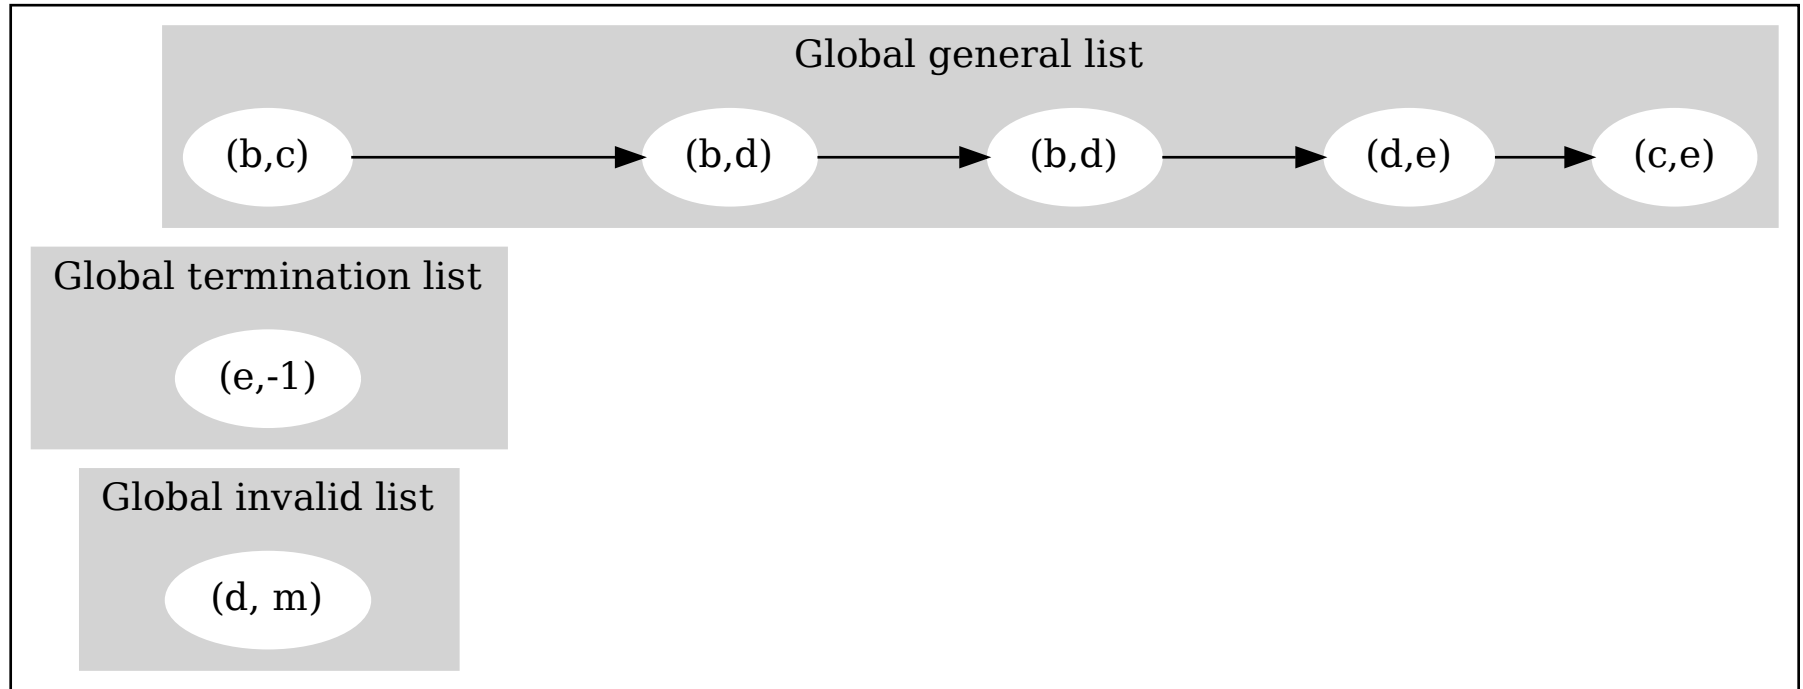 Global general list
(b,c) (b,d) (b,d) (d,e) (c,e)
Global termination list
(e,-1)
Global invalid list
(d, m)